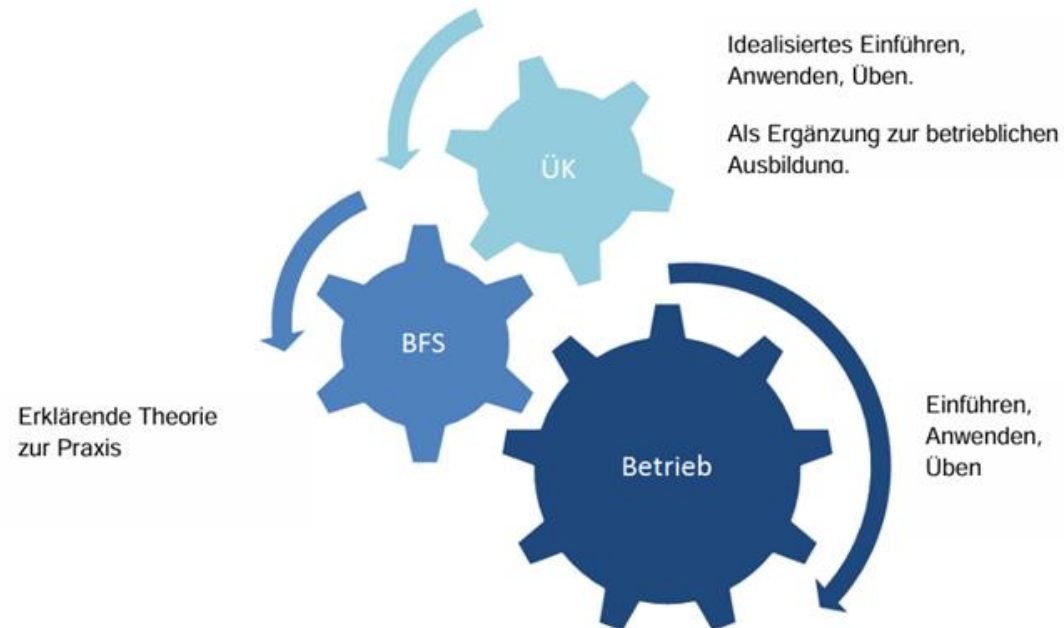 Idealisiertes Einführen,
Anwenden, Üben.
Als Ergänzung zur betrieblichen
Ausbildung.
ÜK
BFS
Erklärende Theorie
zur Praxis
Betrieb
Einführen,
Anwenden,
Üben